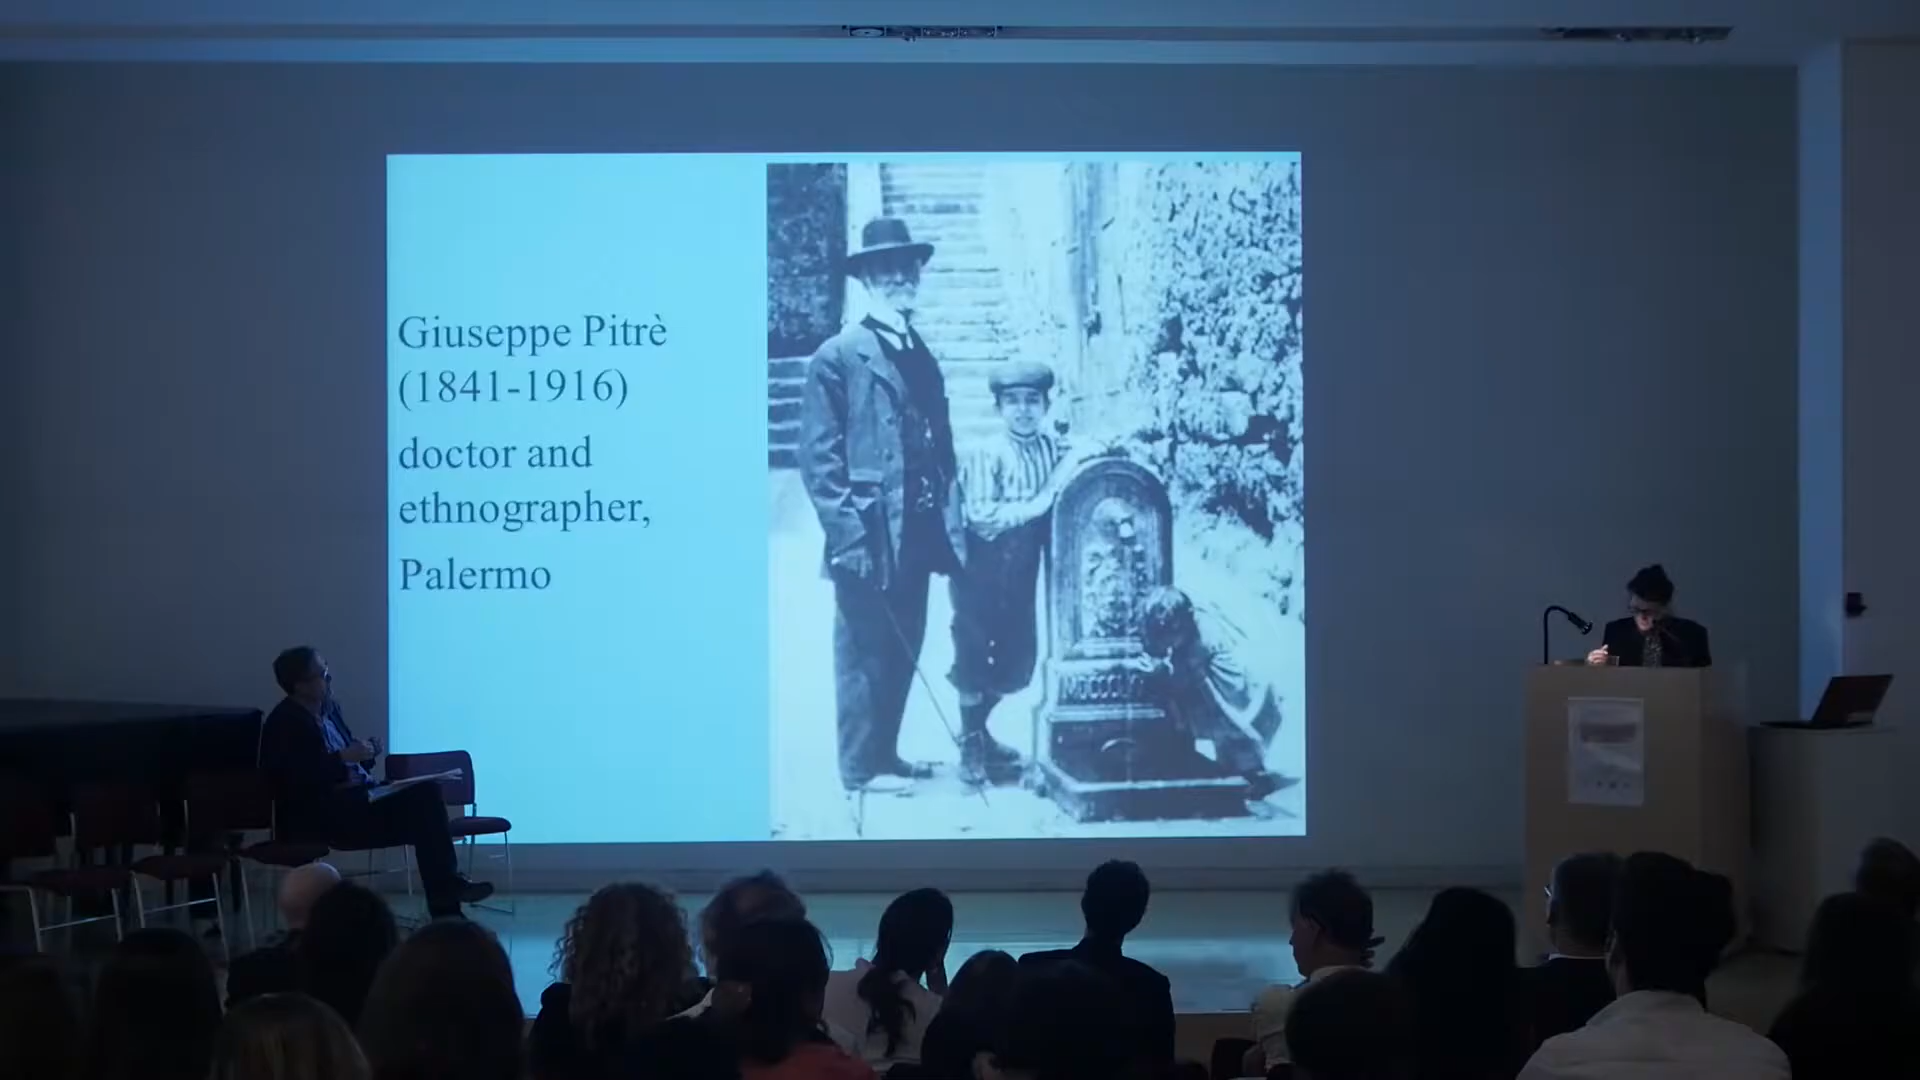 Giuseppe Pitrè
(1841-1916)
doctor and
ethnographer,
Palermo